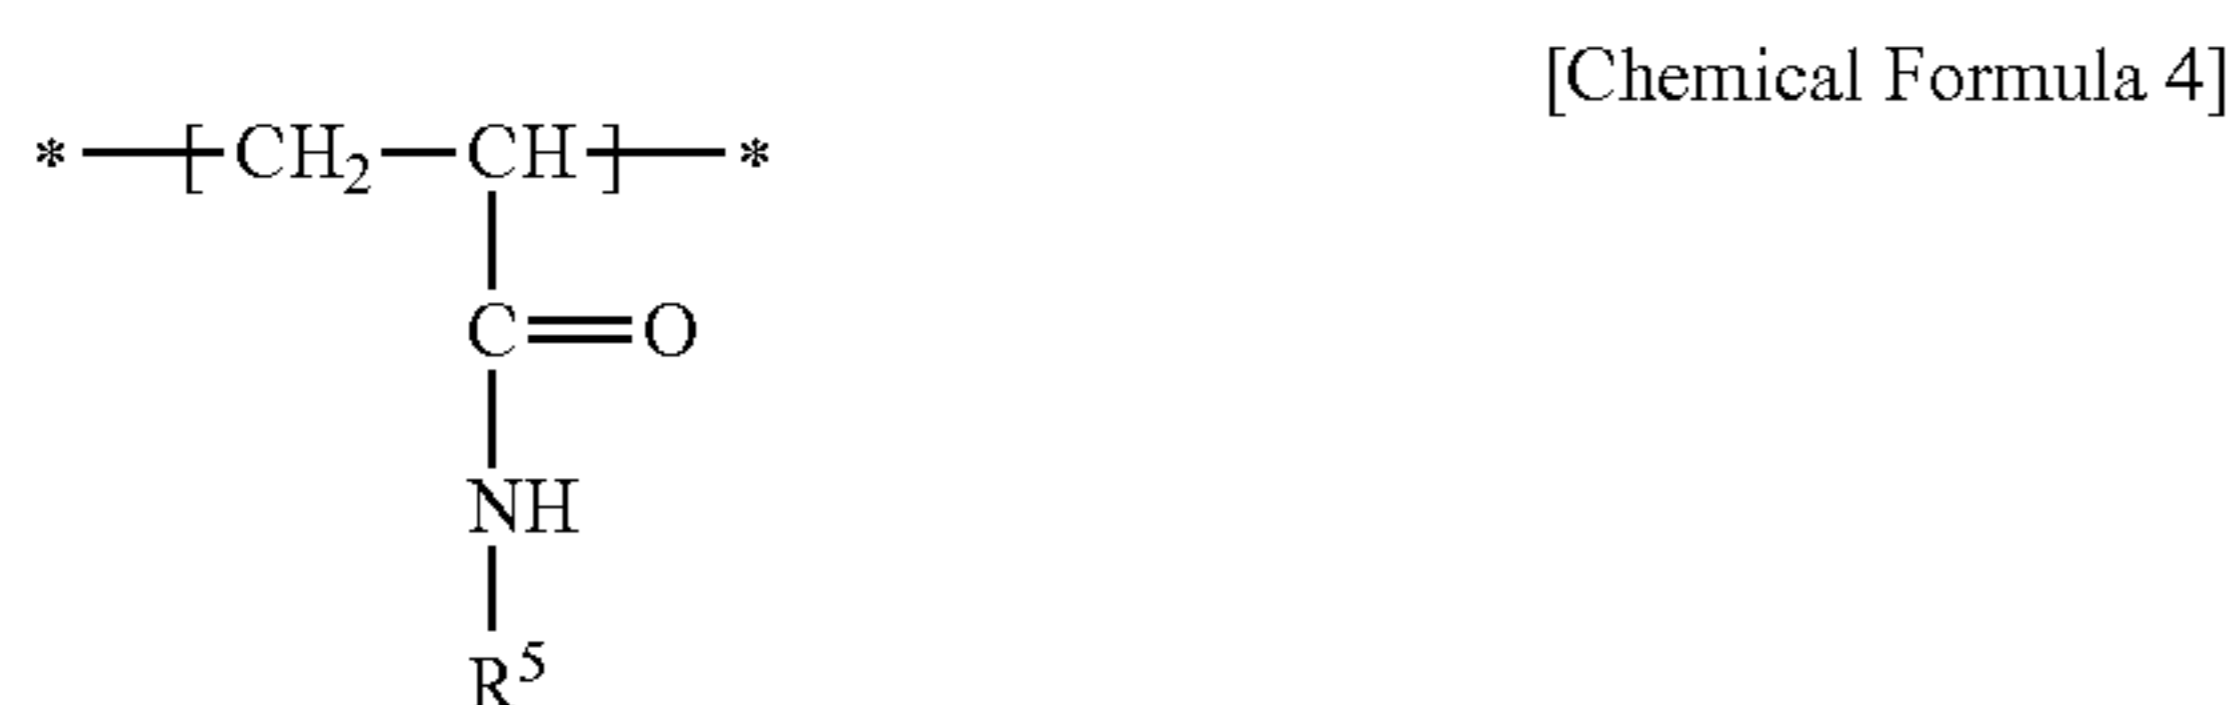 [Chemical Formula 4]
* [ CH₂ CH ] *
C O
NH
R⁵